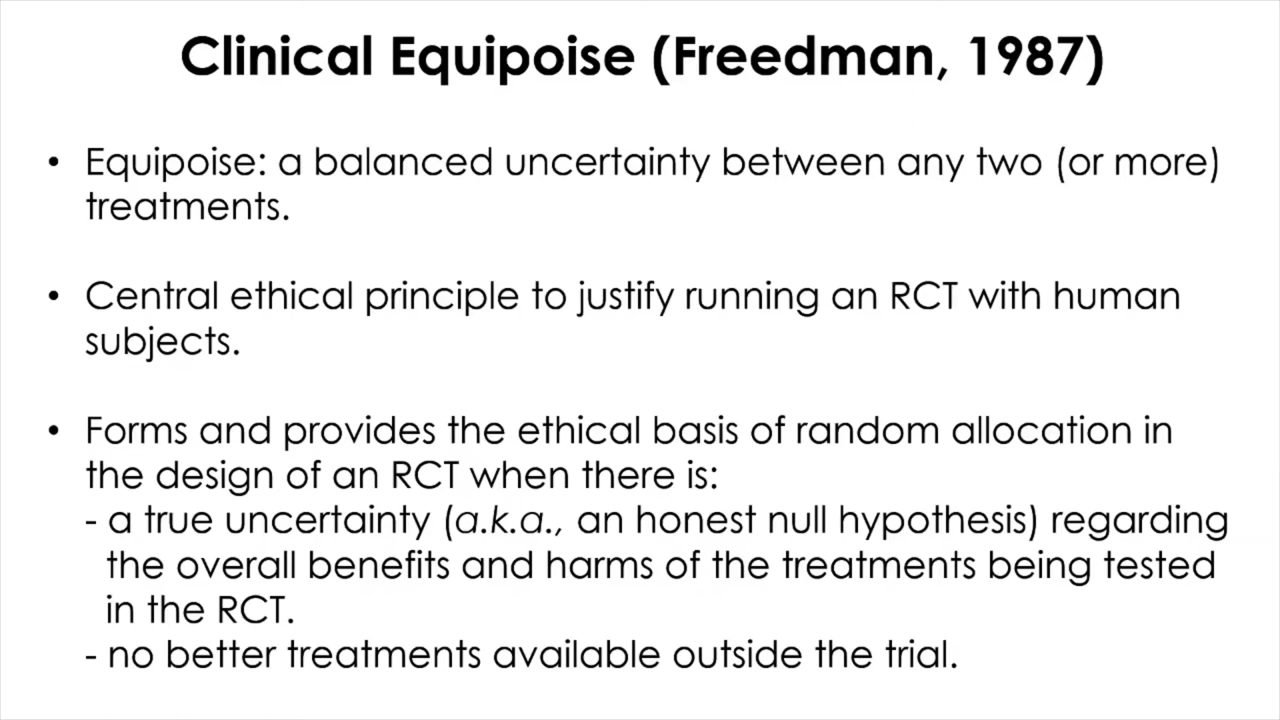 Clinical Equipoise (Freedman, 1987)
• Equipoise: a balanced uncertainty between any two (or more)
treatments.
• Central ethical principle to justify running an RCT with human
subjects.
• Forms and provides the ethical basis of random allocation in
the design of an RCT when there is:
- a true uncertainty (a.k.a., an honest null hypothesis) regarding
the overall benefits and harms of the treatments being tested
in the RCT.
- no better treatments available outside the trial.